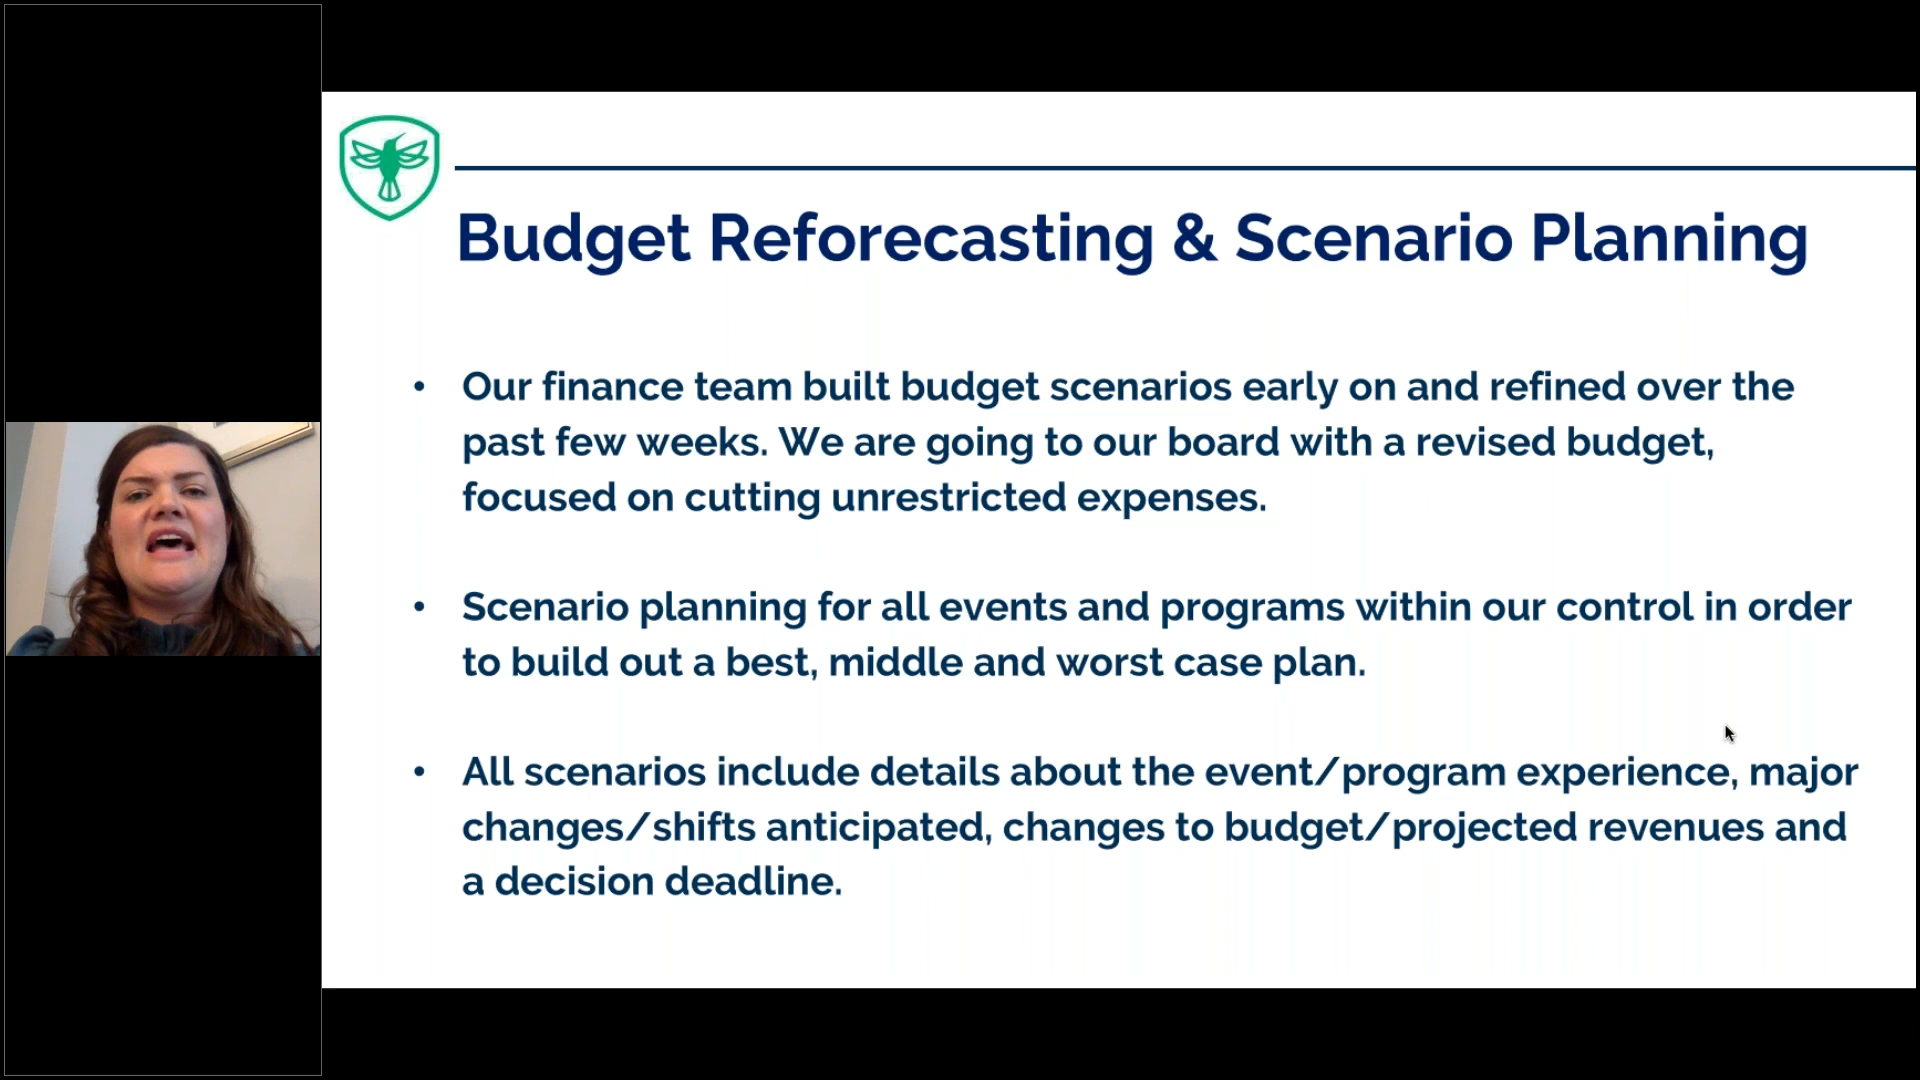 Budget Reforecasting & Scenario Planning
• Our finance team built budget scenarios early on and refined over the
past few weeks. We are going to our board with a revised budget,
focused on cutting unrestricted expenses.
• Scenario planning for all events and programs within our control in order
to build out a best, middle and worst case plan.
• All scenarios include details about the event/program experience, major
changes/shifts anticipated, changes to budget/projected revenues and
a decision deadline.